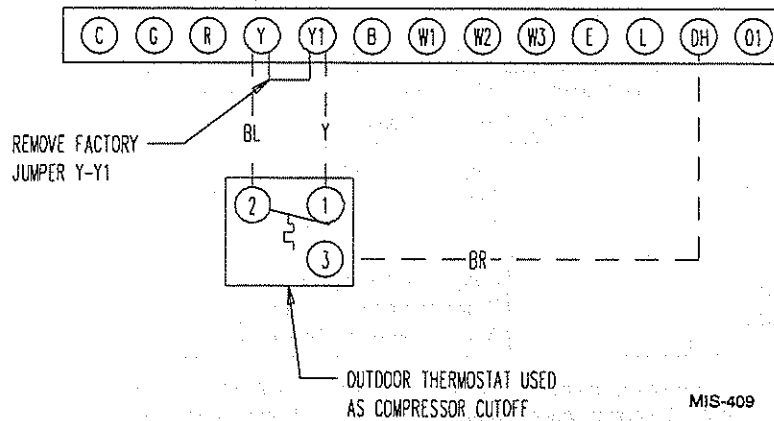 C G R Y Y1 B W1 W2 W3 E L DH O1
REMOVE FACTORY
JUMPER Y-Y1
BL Y
2 1
3
BR
OUTDOOR THERMOSTAT USED
AS COMPRESSOR CUTOFF
MIS-409